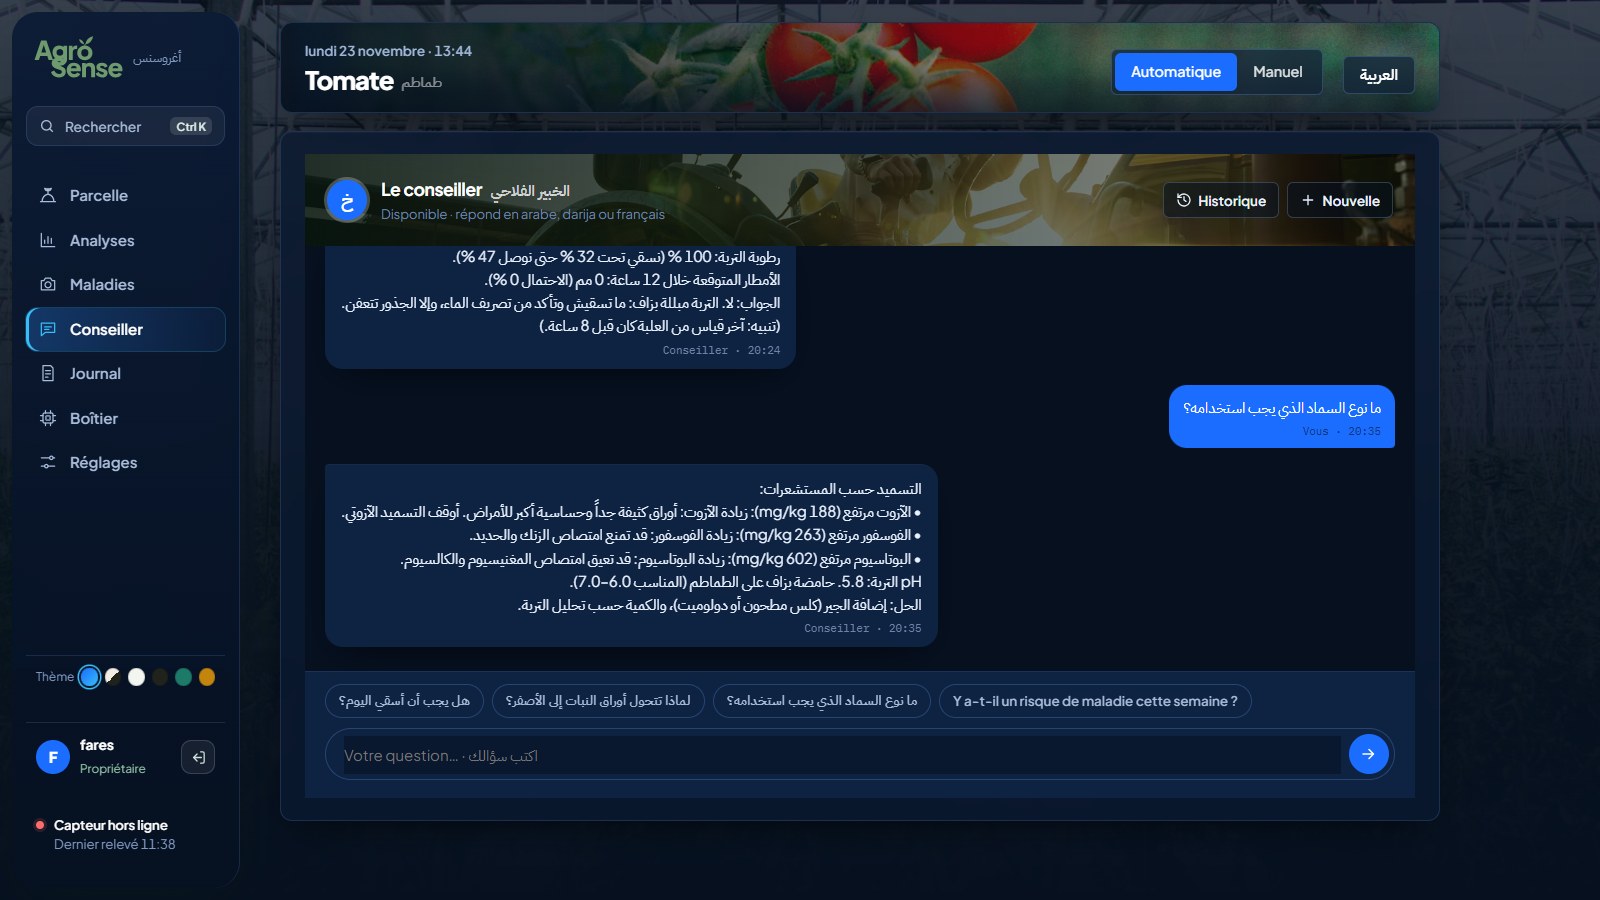 Agro Sense أغروسنس
Rechercher Ctrl K
Parcelle
Analyses
Maladies
Conseiller
Journal
Boîtier
Réglages
Thème
F fares
Propriétaire
Capteur hors ligne
Dernier relevé 11:38
lundi 23 novembre · 13:44
Tomate طماطم
Automatique Manuel العربية
خ Le conseiller الخبير الفلاحي
Disponible · répond en arabe, darija ou français
Historique + Nouvelle
رطوبة التربة: 100 % (نسقي تحت 32 % حتى نوصل 47 %).
الأمطار المتوقعة خلال 12 ساعة: 0 مم (الاحتمال 0 %).
الجواب: لا. التربة مبللة بزاف: ما تسقيش وتأكد من تصريف الماء، وإلا الجذور تتعفن.
(تنبيه: آخر قياس من العلبة كان قبل 8 ساعة.)
Conseiller · 20:24
ما نوع السماد الذي يجب استخدامه؟
Vous · 20:35
التسميد حسب المستشعرات:
• الآزوت مرتفع (188 mg/kg): زيادة الآزوت: أوراق كثيفة جداً وحساسية أكبر للأمراض. أوقف التسميد الآزوتي.
• الفوسفور مرتفع (263 mg/kg): زيادة الفوسفور: قد تمنع امتصاص الزنك والحديد.
• البوتاسيوم مرتفع (602 mg/kg): زيادة البوتاسيوم: قد تعيق امتصاص المغنيسيوم والكالسيوم.
pH التربة: 5.8. حامضة بزاف على الطماطم (المناسب 6.0–7.0).
الحل: إضافة الجير (كلس مطحون أو دولوميت)، والكمية حسب تحليل التربة.
Conseiller · 20:35
هل يجب أن أسقي اليوم؟
لماذا تتحول أوراق النبات إلى الأصفر؟
ما نوع السماد الذي يجب استخدامه؟
Y a-t-il un risque de maladie cette semaine ?
Votre question… · اكتب سؤالك